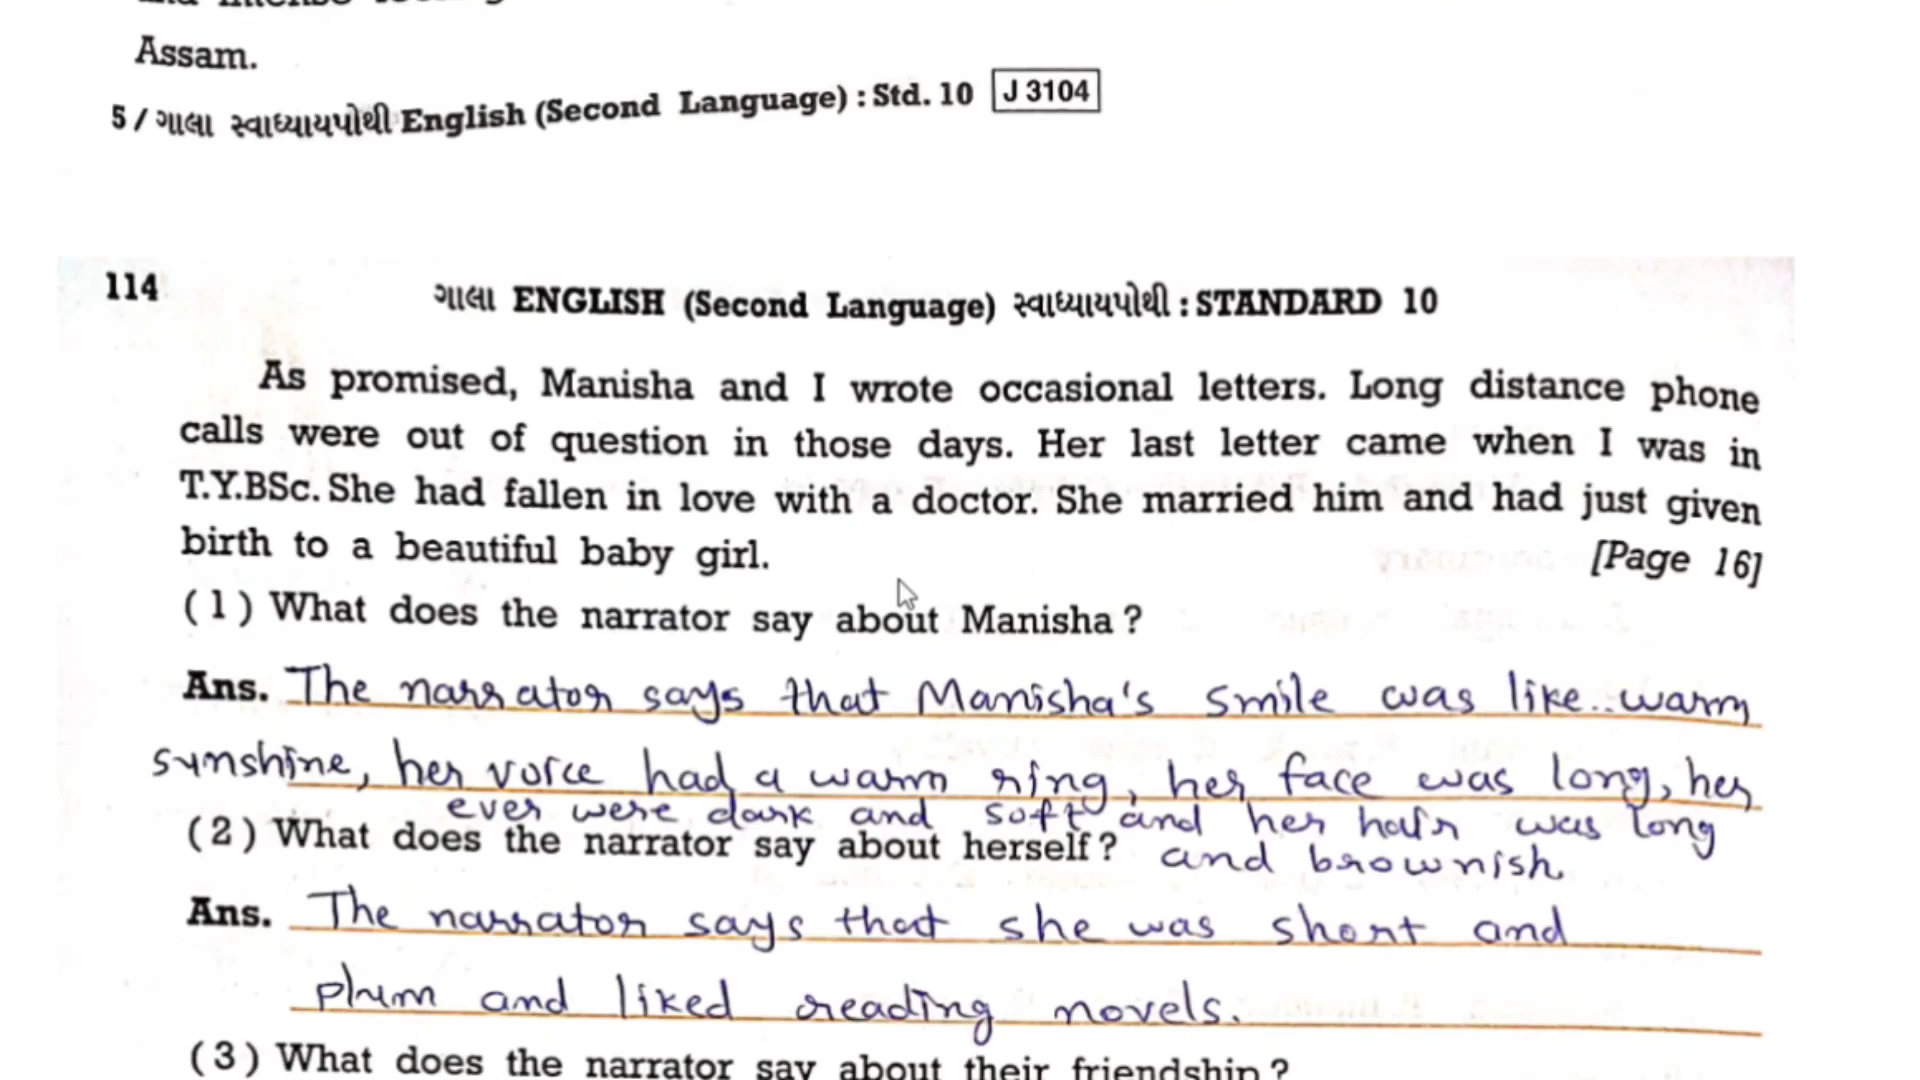 Assam.
5 / ગાલા સ્વાધ્યાયપોથી English (Second Language) : Std. 10 J 3104
114
ગાલા ENGLISH (Second Language) સ્વાધ્યાયપોથી : STANDARD 10
As promised, Manisha and I wrote occasional letters. Long distance phone
calls were out of question in those days. Her last letter came when I was in
T.Y.BSc. She had fallen in love with a doctor. She married him and had just given
birth to a beautiful baby girl. [Page 16]
(1) What does the narrator say about Manisha?
Ans. The narrator says that Manisha's smile was like warm
sunshine, her voice had a warm ring, her face was long, her
eyes were dark and soft and her hair was long
(2) What does the narrator say about herself? and brownish.
Ans. The narrator says that she was short and
plum and liked reading novels.
(3) What does the narrator say about their friendship?